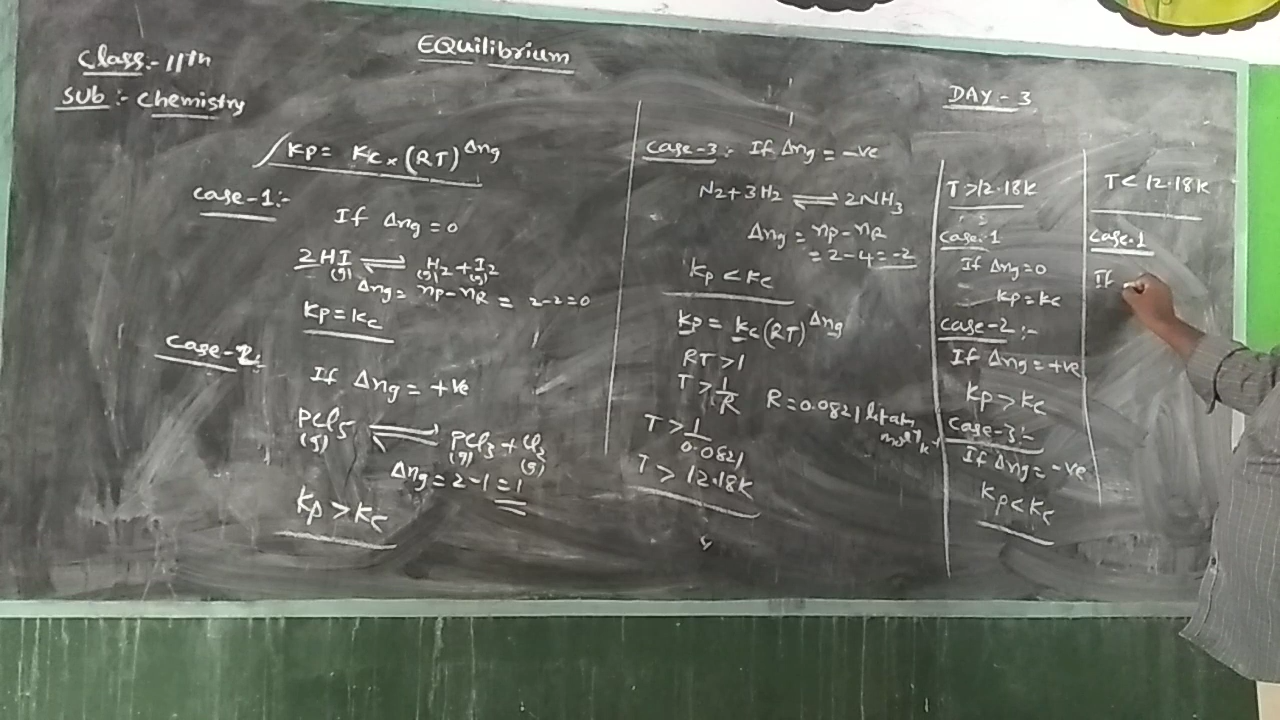 Class:- 11th
Sub :- Chemistry
EQuilibrium
DAY - 3
Kp = Kc × (RT)^Δng
Case-1:-
If Δng = 0
2HI(g) ⇌ H2(g) + I2(g)
Δng = np - nR = 2-2=0
Kp = Kc
Case-2:
If Δng = +ve
PCl5(g) ⇌ PCl3(g) + Cl2(g)
Δng = 2-1 = 1
Kp > Kc
Case-3: If Δng = -ve
N2 + 3H2 ⇌ 2NH3
Δng = np - nR
= 2 - 4 = -2
Kp < Kc
Kp = Kc (RT)^Δng
RT > 1
T > 1/R R = 0.0821 lit atm
mol⁻¹ K⁻¹
T > 1/0.0821
T > 12.18K
T > 12.18K
Case-1
If Δng = 0
Kp = Kc
Case-2:-
If Δng = +ve
Kp > Kc
Case-3:-
If Δng = -ve
Kp < Kc
T < 12.18K
Case-1
If